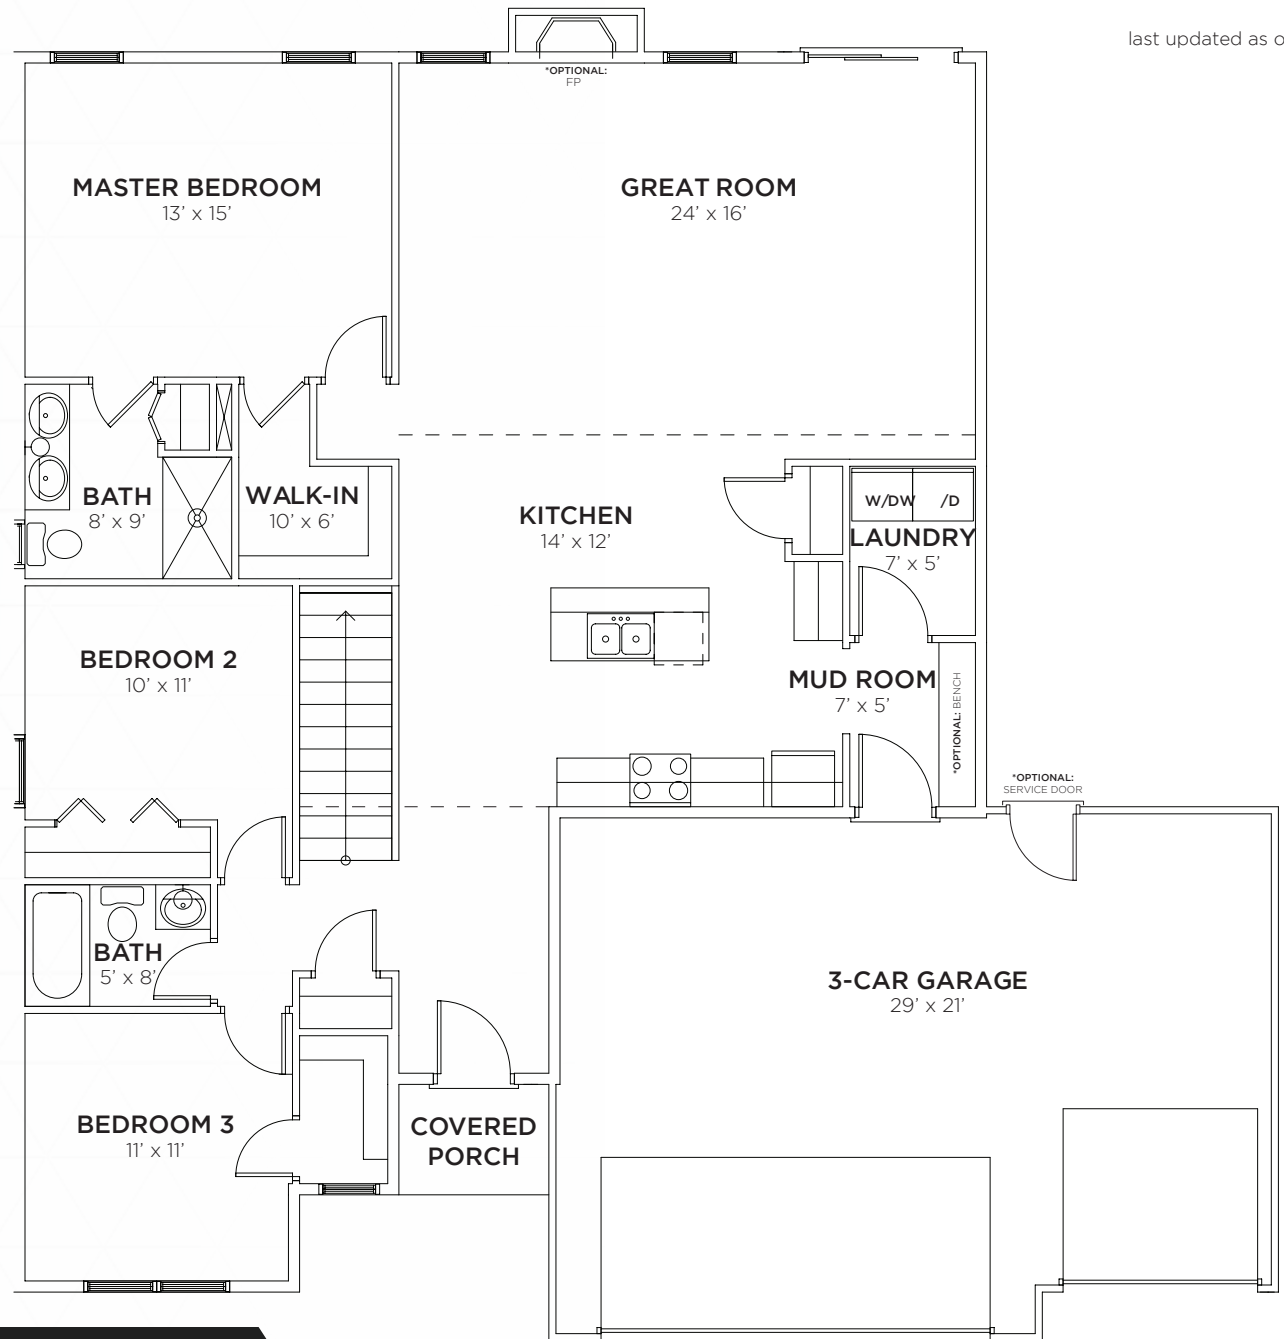 last updated as o
*OPTIONAL:
FP
MASTER BEDROOM
13' x 15'
GREAT ROOM
24' x 16'
BATH
8' x 9'
WALK-IN
10' x 6'
KITCHEN
14' x 12'
W/DW /D
LAUNDRY
7' x 5'
BEDROOM 2
10' x 11'
MUD ROOM
7' x 5'
*OPTIONAL: BENCH
*OPTIONAL:
SERVICE DOOR
BATH
5' x 8'
3-CAR GARAGE
29' x 21'
BEDROOM 3
11' x 11'
COVERED
PORCH